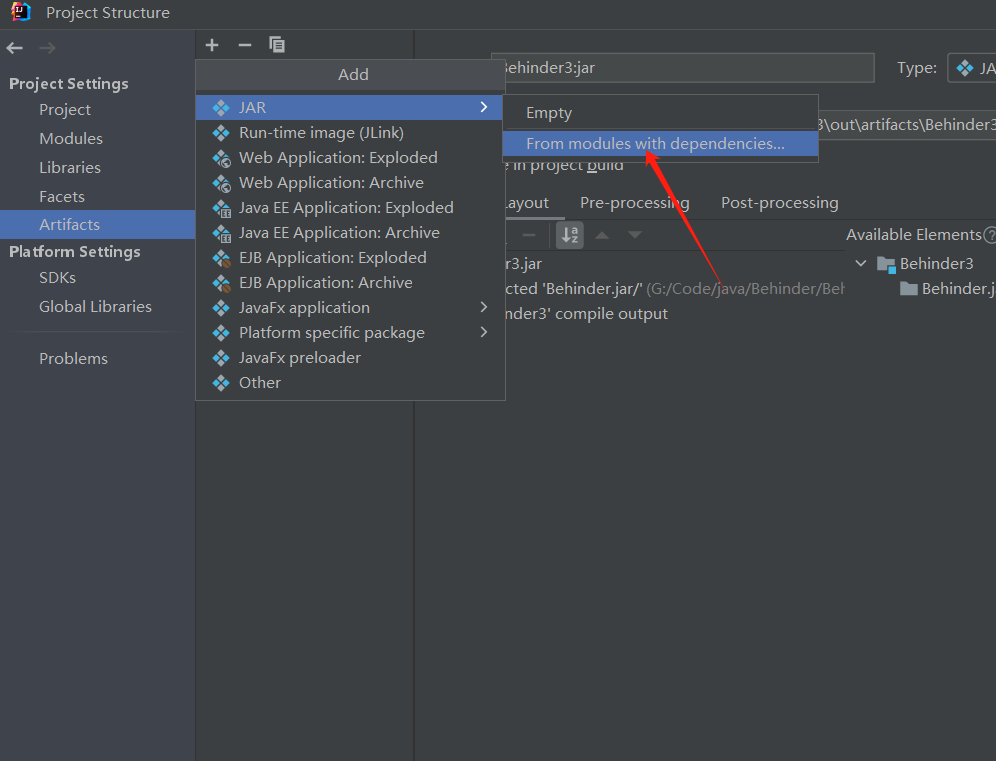 Project Structure
Project Settings
Project
Modules
Libraries
Facets
Artifacts
Platform Settings
SDKs
Global Libraries
Problems
Add
JAR
Run-time image (JLink)
Web Application: Exploded
Web Application: Archive
Java EE Application: Exploded
Java EE Application: Archive
EJB Application: Exploded
EJB Application: Archive
JavaFx application
Platform specific package
JavaFx preloader
Other
Empty
From modules with dependencies...
Behinder3:jar
Type:
JA
3\out\artifacts\Behinder3
e in project build
Layout
Pre-processing
Post-processing
Available Elements
r3.jar
cted 'Behinder.jar/' (G:/Code/java/Behinder/Beh
nder3' compile output
Behinder3
Behinder.j